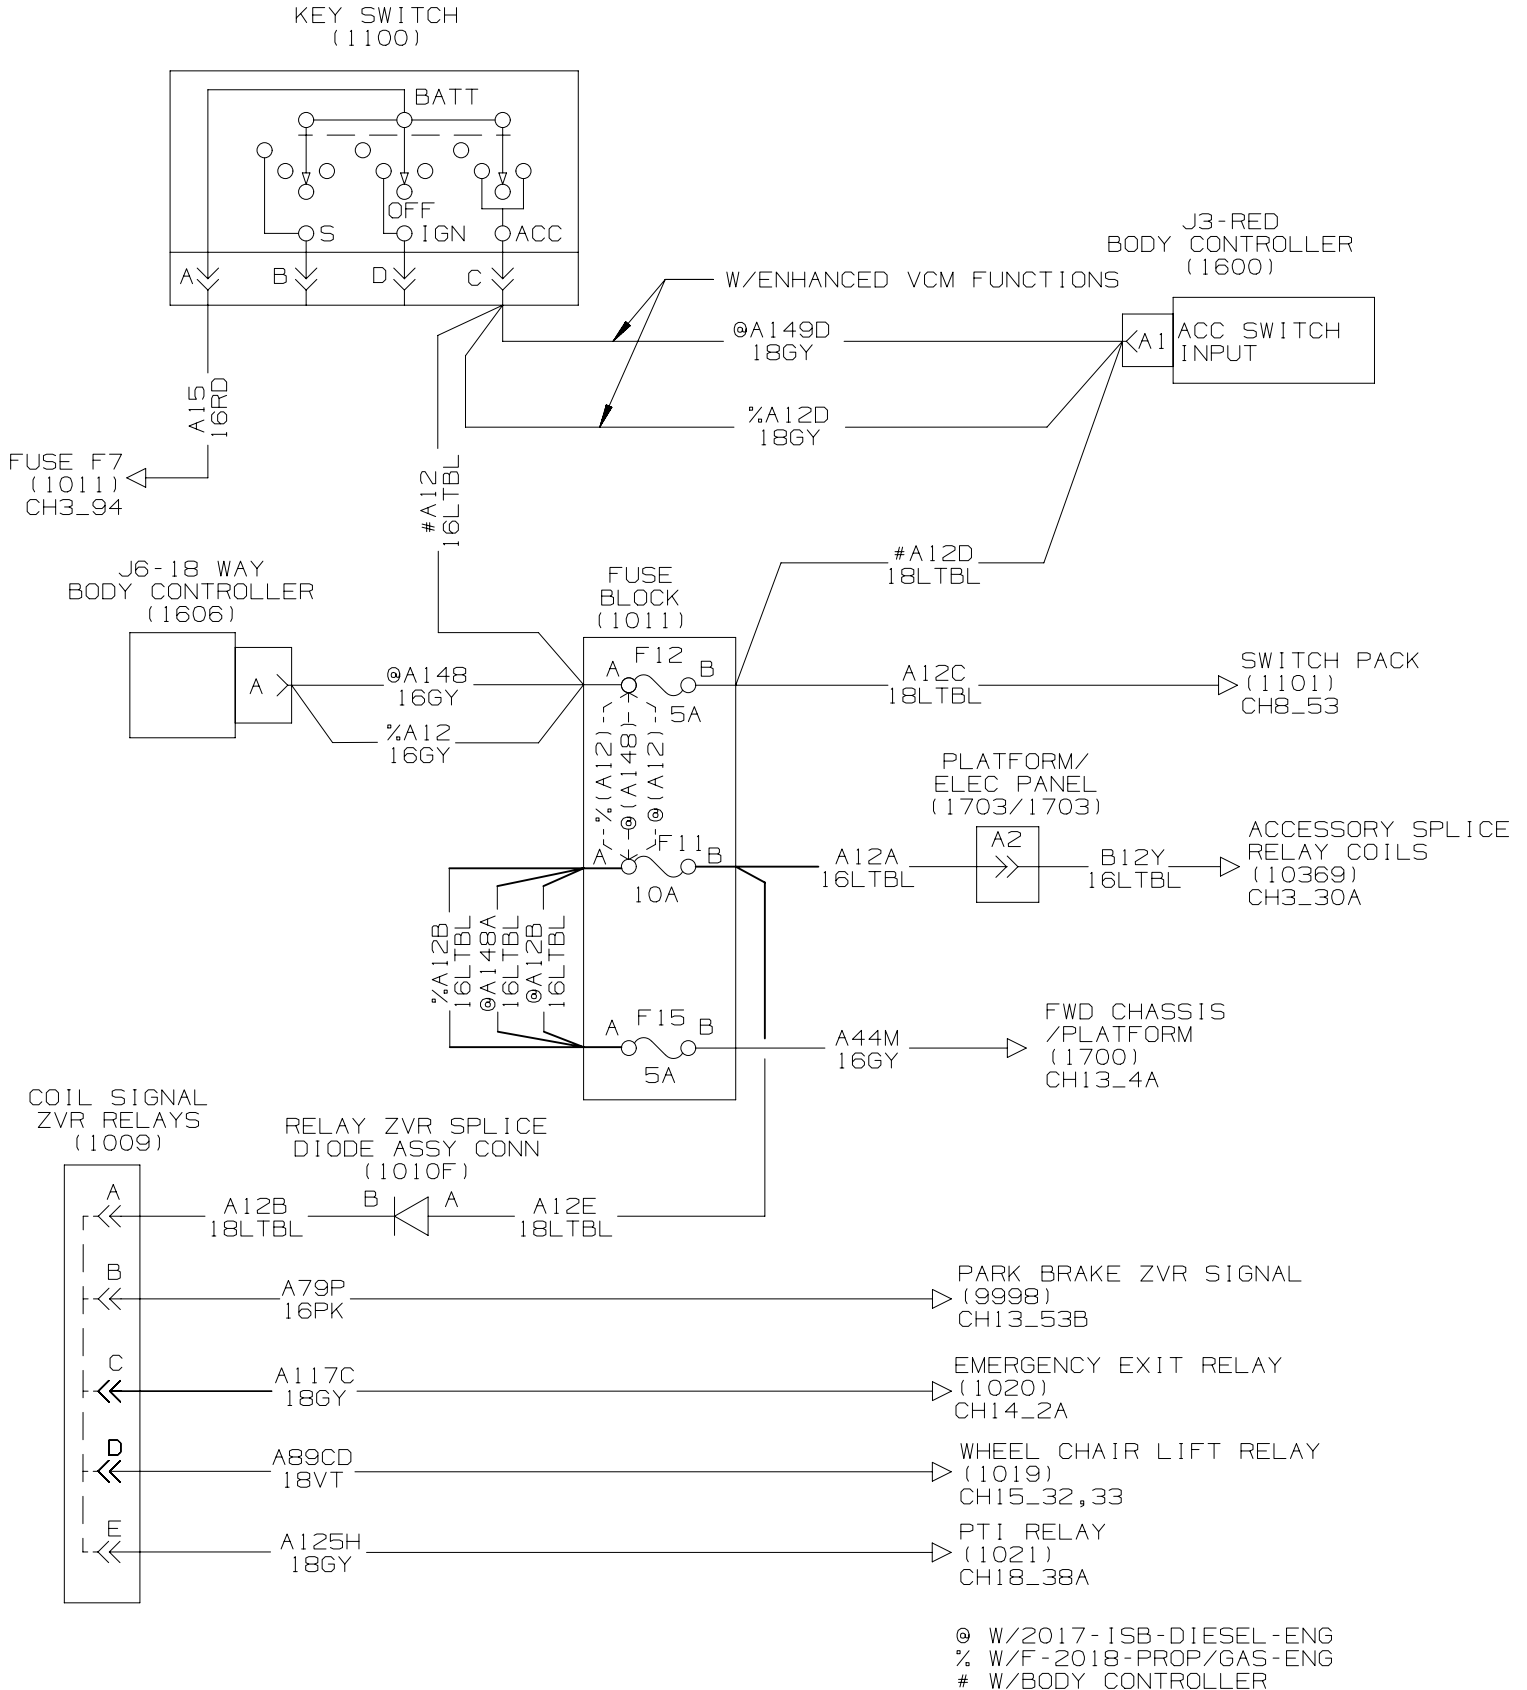 KEY SWITCH
(1100)
BATT
OFF
S
IGN
ACC
A
B
D
C
W/ENHANCED VCM FUNCTIONS
J3-RED
BODY CONTROLLER
(1600)
A1
ACC SWITCH
INPUT
@A149D
18GY
%A12D
18GY
A15
16RD
FUSE F7
(1011)
CH3_94
#A12
16LTBL
#A12D
18LTBL
J6-18 WAY
BODY CONTROLLER
(1606)
A
@A148
16GY
%A12
16GY
FUSE
BLOCK
(1011)
A
F12
B
5A
%(A12)
@(A148)
@(A12)
A12C
18LTBL
SWITCH PACK
(1101)
CH8_53
PLATFORM/
ELEC PANEL
(1703/1703)
A2
A
F11
B
10A
A12A
16LTBL
B12Y
16LTBL
ACCESSORY SPLICE
RELAY COILS
(10369)
CH3_30A
%A12B
16LTBL
@A148A
16LTBL
@A12B
16LTBL
A
F15
B
5A
A44M
16GY
FWD CHASSIS
/PLATFORM
(1700)
CH13_4A
COIL SIGNAL
ZVR RELAYS
(1009)
RELAY ZVR SPLICE
DIODE ASSY CONN
(1010F)
A
A12B
18LTBL
B
A
A12E
18LTBL
B
A79P
16PK
PARK BRAKE ZVR SIGNAL
(9998)
CH13_53B
C
A117C
18GY
EMERGENCY EXIT RELAY
(1020)
CH14_2A
D
A89CD
18VT
WHEEL CHAIR LIFT RELAY
(1019)
CH15_32,33
E
A125H
18GY
PTI RELAY
(1021)
CH18_38A
@ W/2017-ISB-DIESEL-ENG
% W/F-2018-PROP/GAS-ENG
# W/BODY CONTROLLER